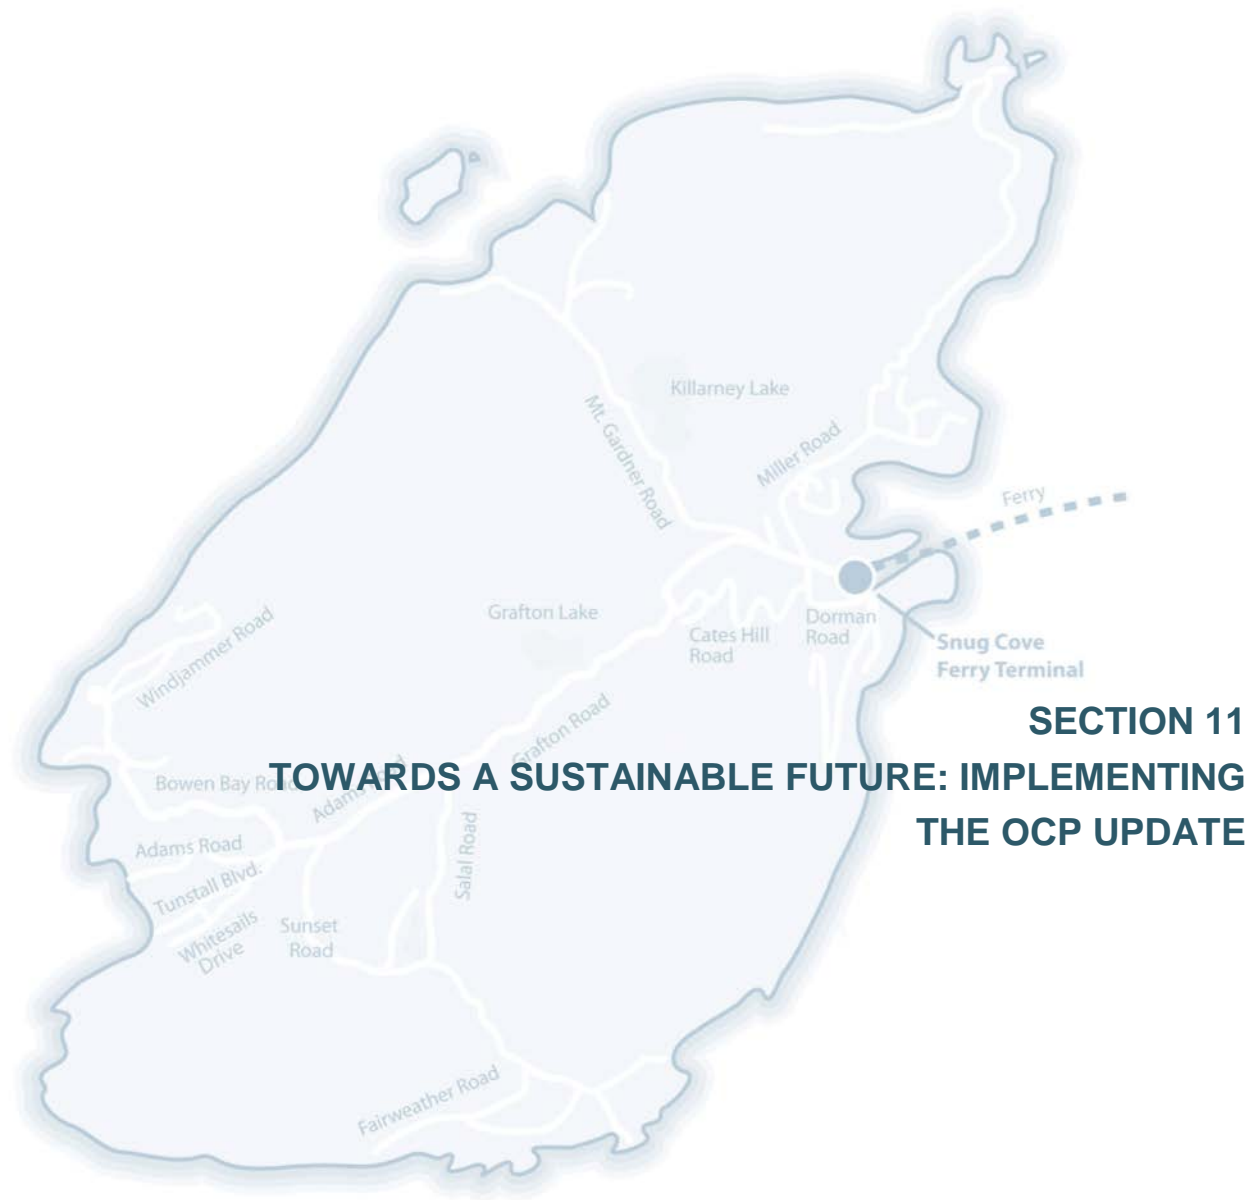 Killarney Lake
Mt. Gardner Road
Miller Road
Ferry
Grafton Lake
Cates Hill
Road
Dorman
Road
Snug Cove
Ferry Terminal
Windjammer Road
Grafton Road
SECTION 11
TOWARDS A SUSTAINABLE FUTURE: IMPLEMENTING
THE OCP UPDATE
Bowen Bay Road
Adams Road
Adams Road
Tunstall Blvd.
Whitesails
Drive
Sunset
Road
Salal Road
Fairweather Road